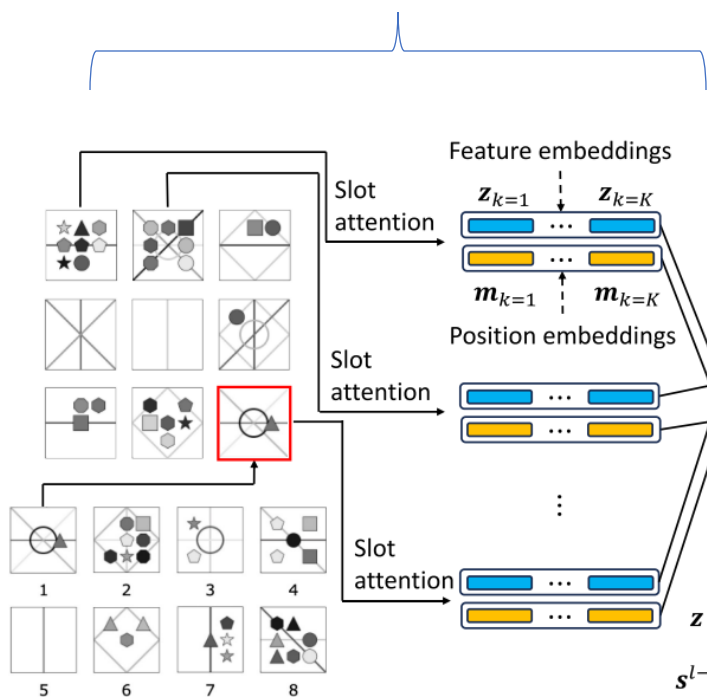 Feature embeddings
Slot
attention
z_{k=1} z_{k=K}
...
m_{k=1} m_{k=K}
Position embeddings
Slot
attention
...
...
⋮
Slot
attention
...
...
1 2 3 4
5 6 7 8
z
s^{l-